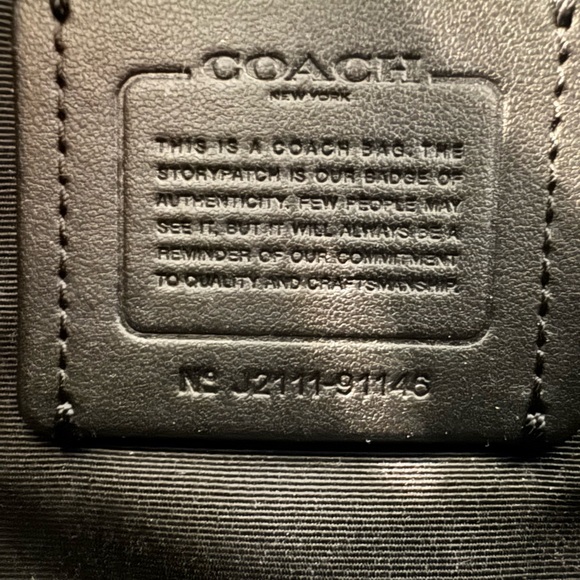 COACH
NEW YORK
THIS IS A COACH BAG. THE
STORYPATCH IS OUR BADGE OF
AUTHENTICITY. FEW PEOPLE MAY
SEE IT, BUT IT WILL ALWAYS BE A
REMINDER OF OUR COMMITMENT
TO QUALITY AND CRAFTSMANSHIP.
Nº J2111-91146